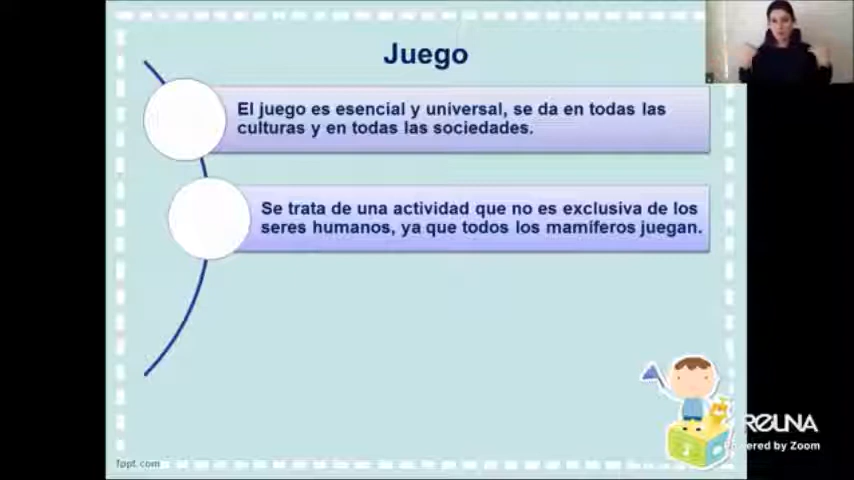 Juego
El juego es esencial y universal, se da en todas las
culturas y en todas las sociedades.
Se trata de una actividad que no es exclusiva de los
seres humanos, ya que todos los mamíferos juegan.
REUNA
Powered by Zoom
fppt.com